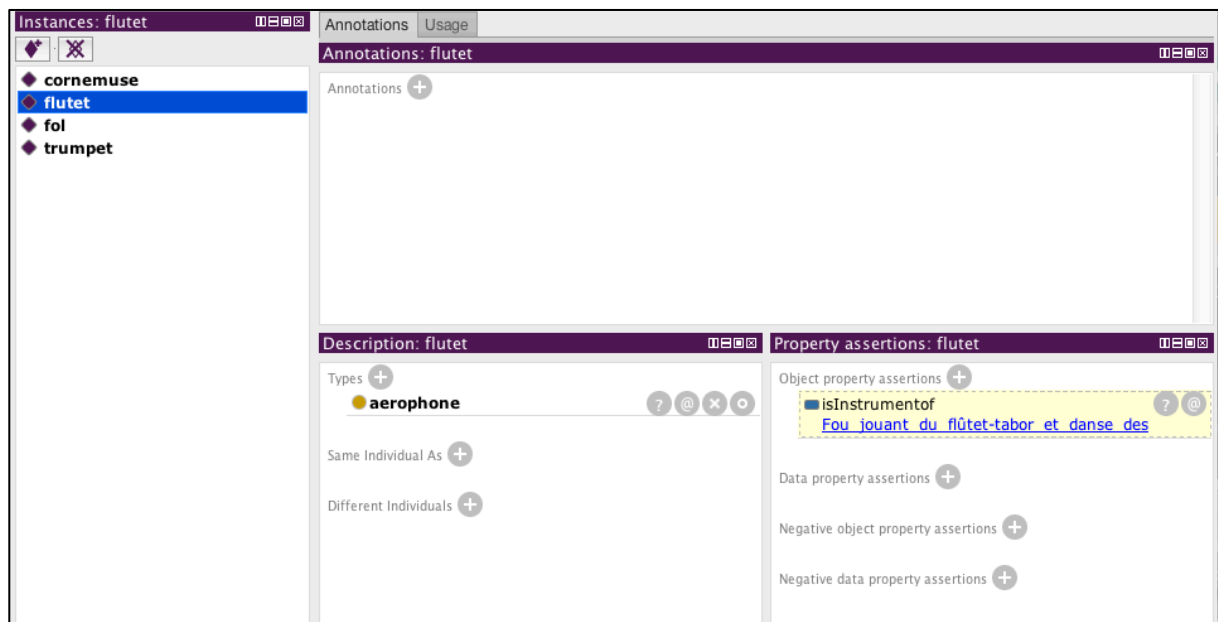 Instances: flutet
cornemuse
flutet
fol
trumpet
Annotations Usage
Annotations: flutet
Annotations
Description: flutet
Types
aerophone
Same Individual As
Different Individuals
Property assertions: flutet
Object property assertions
isInstrumentof
Fou_jouant_du_flûtet-tabor_et_danse_des
Data property assertions
Negative object property assertions
Negative data property assertions